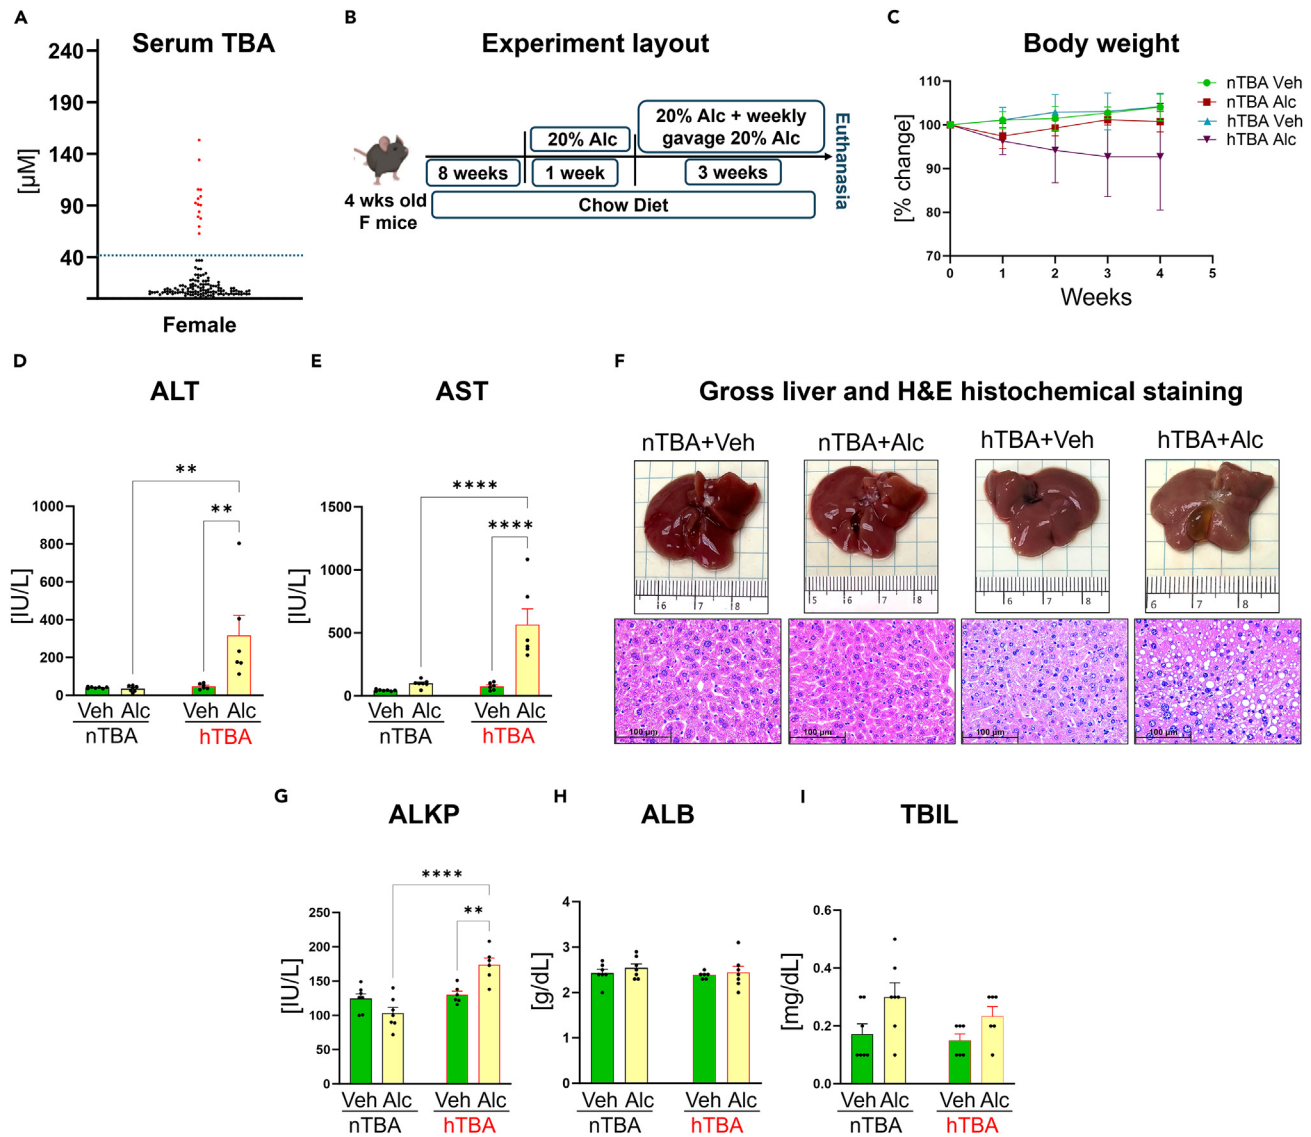 A
Serum TBA
240
190
140
90
40
[µM]
Female
B
Experiment layout
4 wks old
F mice
8 weeks
20% Alc
1 week
20% Alc + weekly
gavage 20% Alc
3 weeks
Chow Diet
Euthanasia
C
Body weight
110
100
90
80
70
[% change]
0 1 2 3 4 5
Weeks
nTBA Veh
nTBA Alc
hTBA Veh
hTBA Alc
D
ALT
**
**
1000
800
600
400
200
0
[IU/L]
Veh Alc Veh Alc
nTBA hTBA
E
AST
****
****
1500
1000
500
0
[IU/L]
Veh Alc Veh Alc
nTBA hTBA
F
Gross liver and H&E histochemical staining
nTBA+Veh nTBA+Alc hTBA+Veh hTBA+Alc
6 7 8
5 6 7 8
6 7 8
6 7 8
100 µm 100 µm 100 µm 100 µm
G
ALKP
****
**
250
200
150
100
50
0
[IU/L]
Veh Alc Veh Alc
nTBA hTBA
H
ALB
4
3
2
1
0
[g/dL]
Veh Alc Veh Alc
nTBA hTBA
I
TBIL
0.6
0.4
0.2
0.0
[mg/dL]
Veh Alc Veh Alc
nTBA hTBA